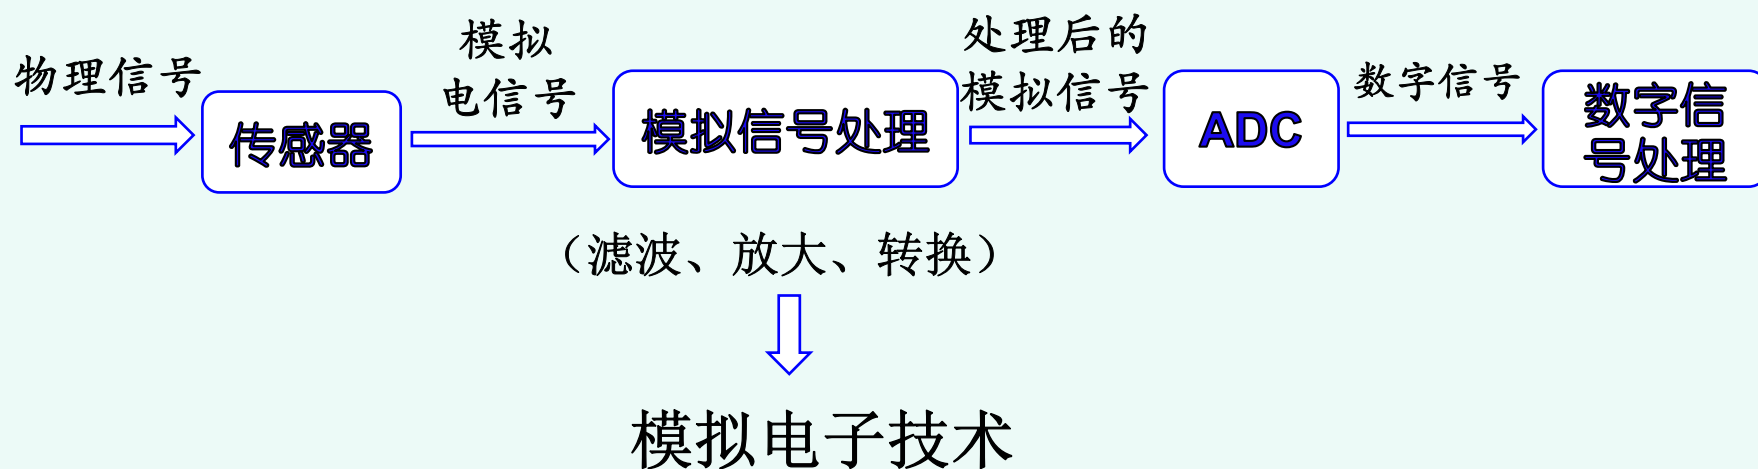 物理信号
传感器
模拟
电信号
模拟信号处理
处理后的
模拟信号
ADC
数字信号
数字信
号处理
（滤波、放大、转换）
模拟电子技术